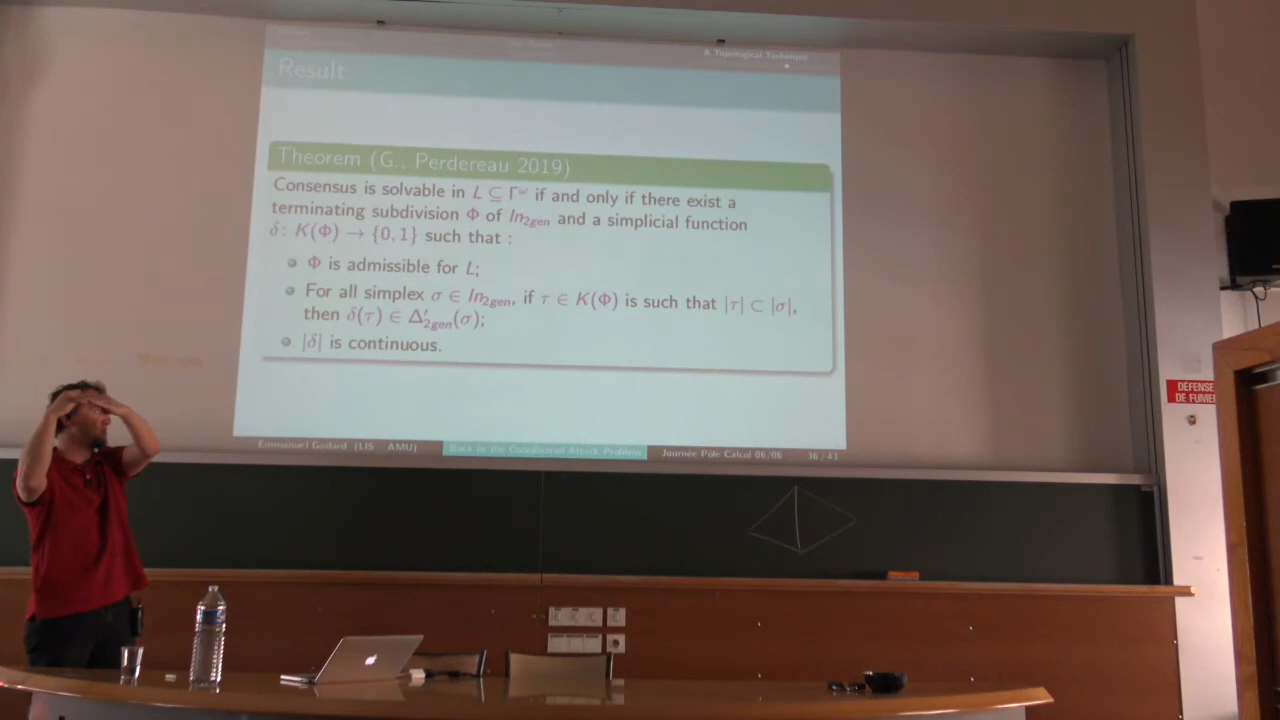 A Topological Technique
Result
Theorem (G., Perdereau 2019)
Consensus is solvable in L ⊆ Γ^ω if and only if there exist a
terminating subdivision Φ of In_2gen and a simplicial function
δ: K(Φ) → {0, 1} such that :
Φ is admissible for L;
For all simplex σ ∈ In_2gen, if τ ∈ K(Φ) is such that |τ| ⊂ |σ|,
then δ(τ) ∈ Δ′_2gen(σ);
|δ| is continuous.
Emmanuel Godard (LIS AMU) Back to the Coordinated Attack Problem Journée Pôle Calcul 06/06 36 / 43
DÉFENSE
DE FUMER